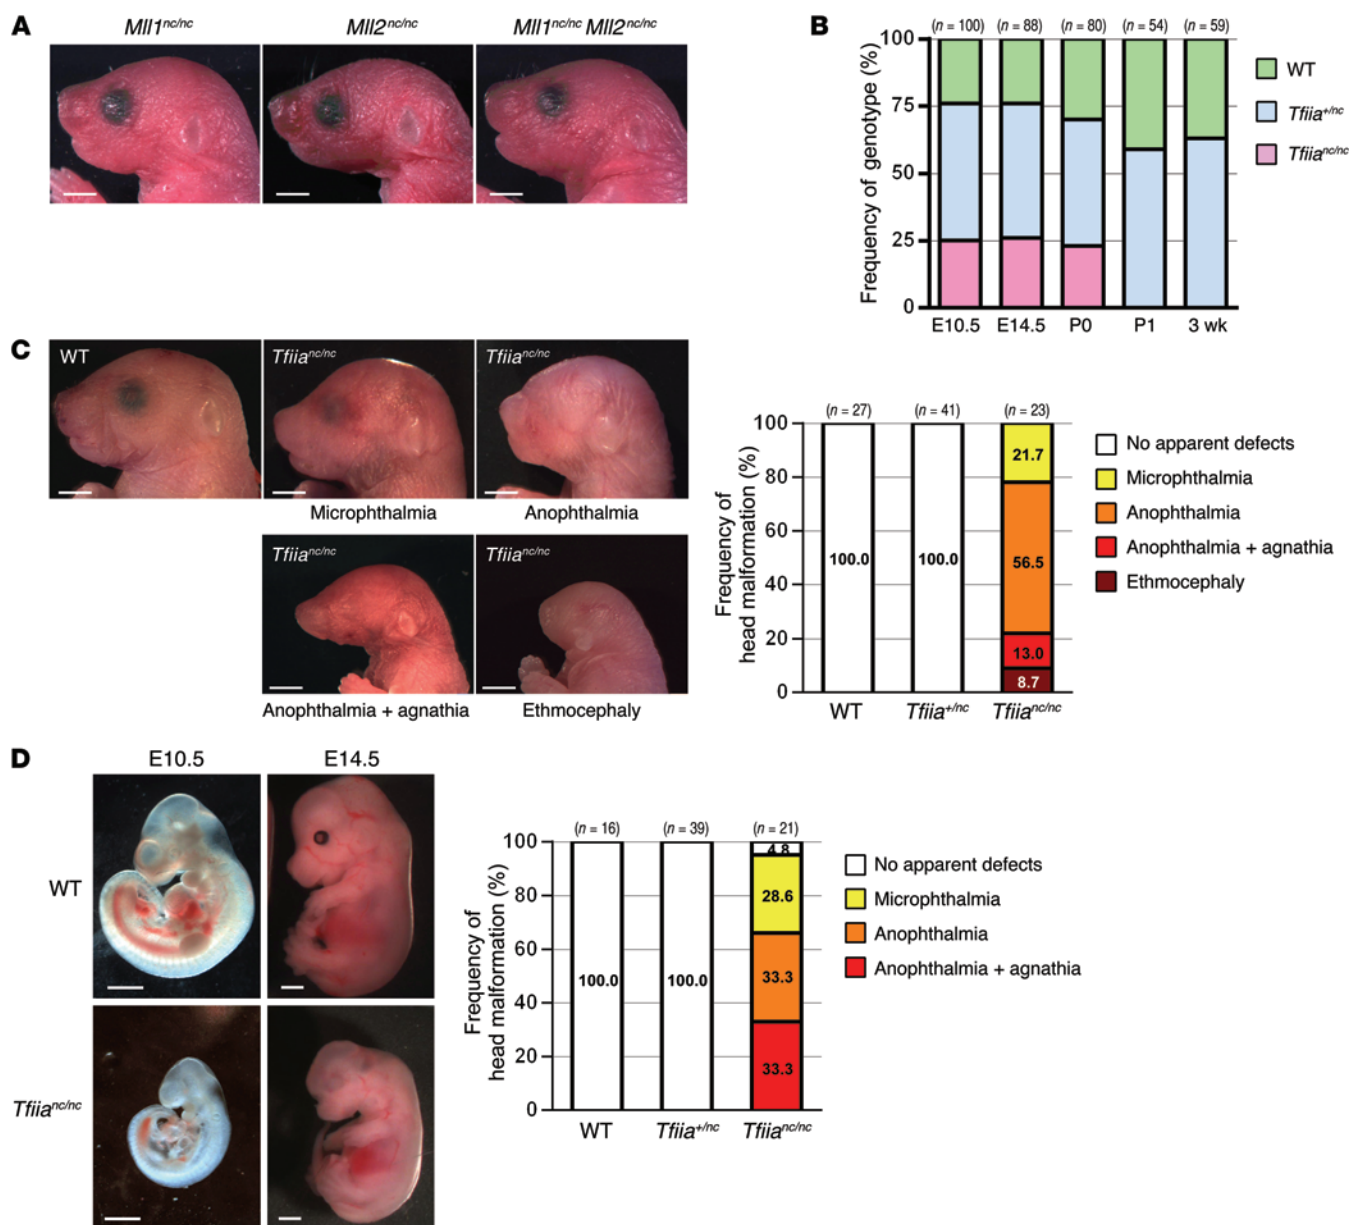 A
Mll1nc/nc
Mll2nc/nc
Mll1nc/nc Mll2nc/nc
B
(n = 100) (n = 88) (n = 80) (n = 54) (n = 59)
Frequency of genotype (%)
100
75
50
25
0
E10.5 E14.5 P0 P1 3 wk
WT
Tfiia+/nc
Tfiianc/nc
C
WT
Tfiianc/nc
Tfiianc/nc
Microphthalmia
Anophthalmia
Tfiianc/nc
Tfiianc/nc
Anophthalmia + agnathia
Ethmocephaly
(n = 27) (n = 41) (n = 23)
Frequency of
head malformation (%)
100
80
60
40
20
0
100.0
100.0
21.7
56.5
13.0
8.7
WT Tfiia+/nc Tfiianc/nc
No apparent defects
Microphthalmia
Anophthalmia
Anophthalmia + agnathia
Ethmocephaly
D
E10.5
E14.5
WT
Tfiianc/nc
(n = 16) (n = 39) (n = 21)
Frequency of
head malformation (%)
100
80
60
40
20
0
100.0
100.0
4.8
28.6
33.3
33.3
WT Tfiia+/nc Tfiianc/nc
No apparent defects
Microphthalmia
Anophthalmia
Anophthalmia + agnathia